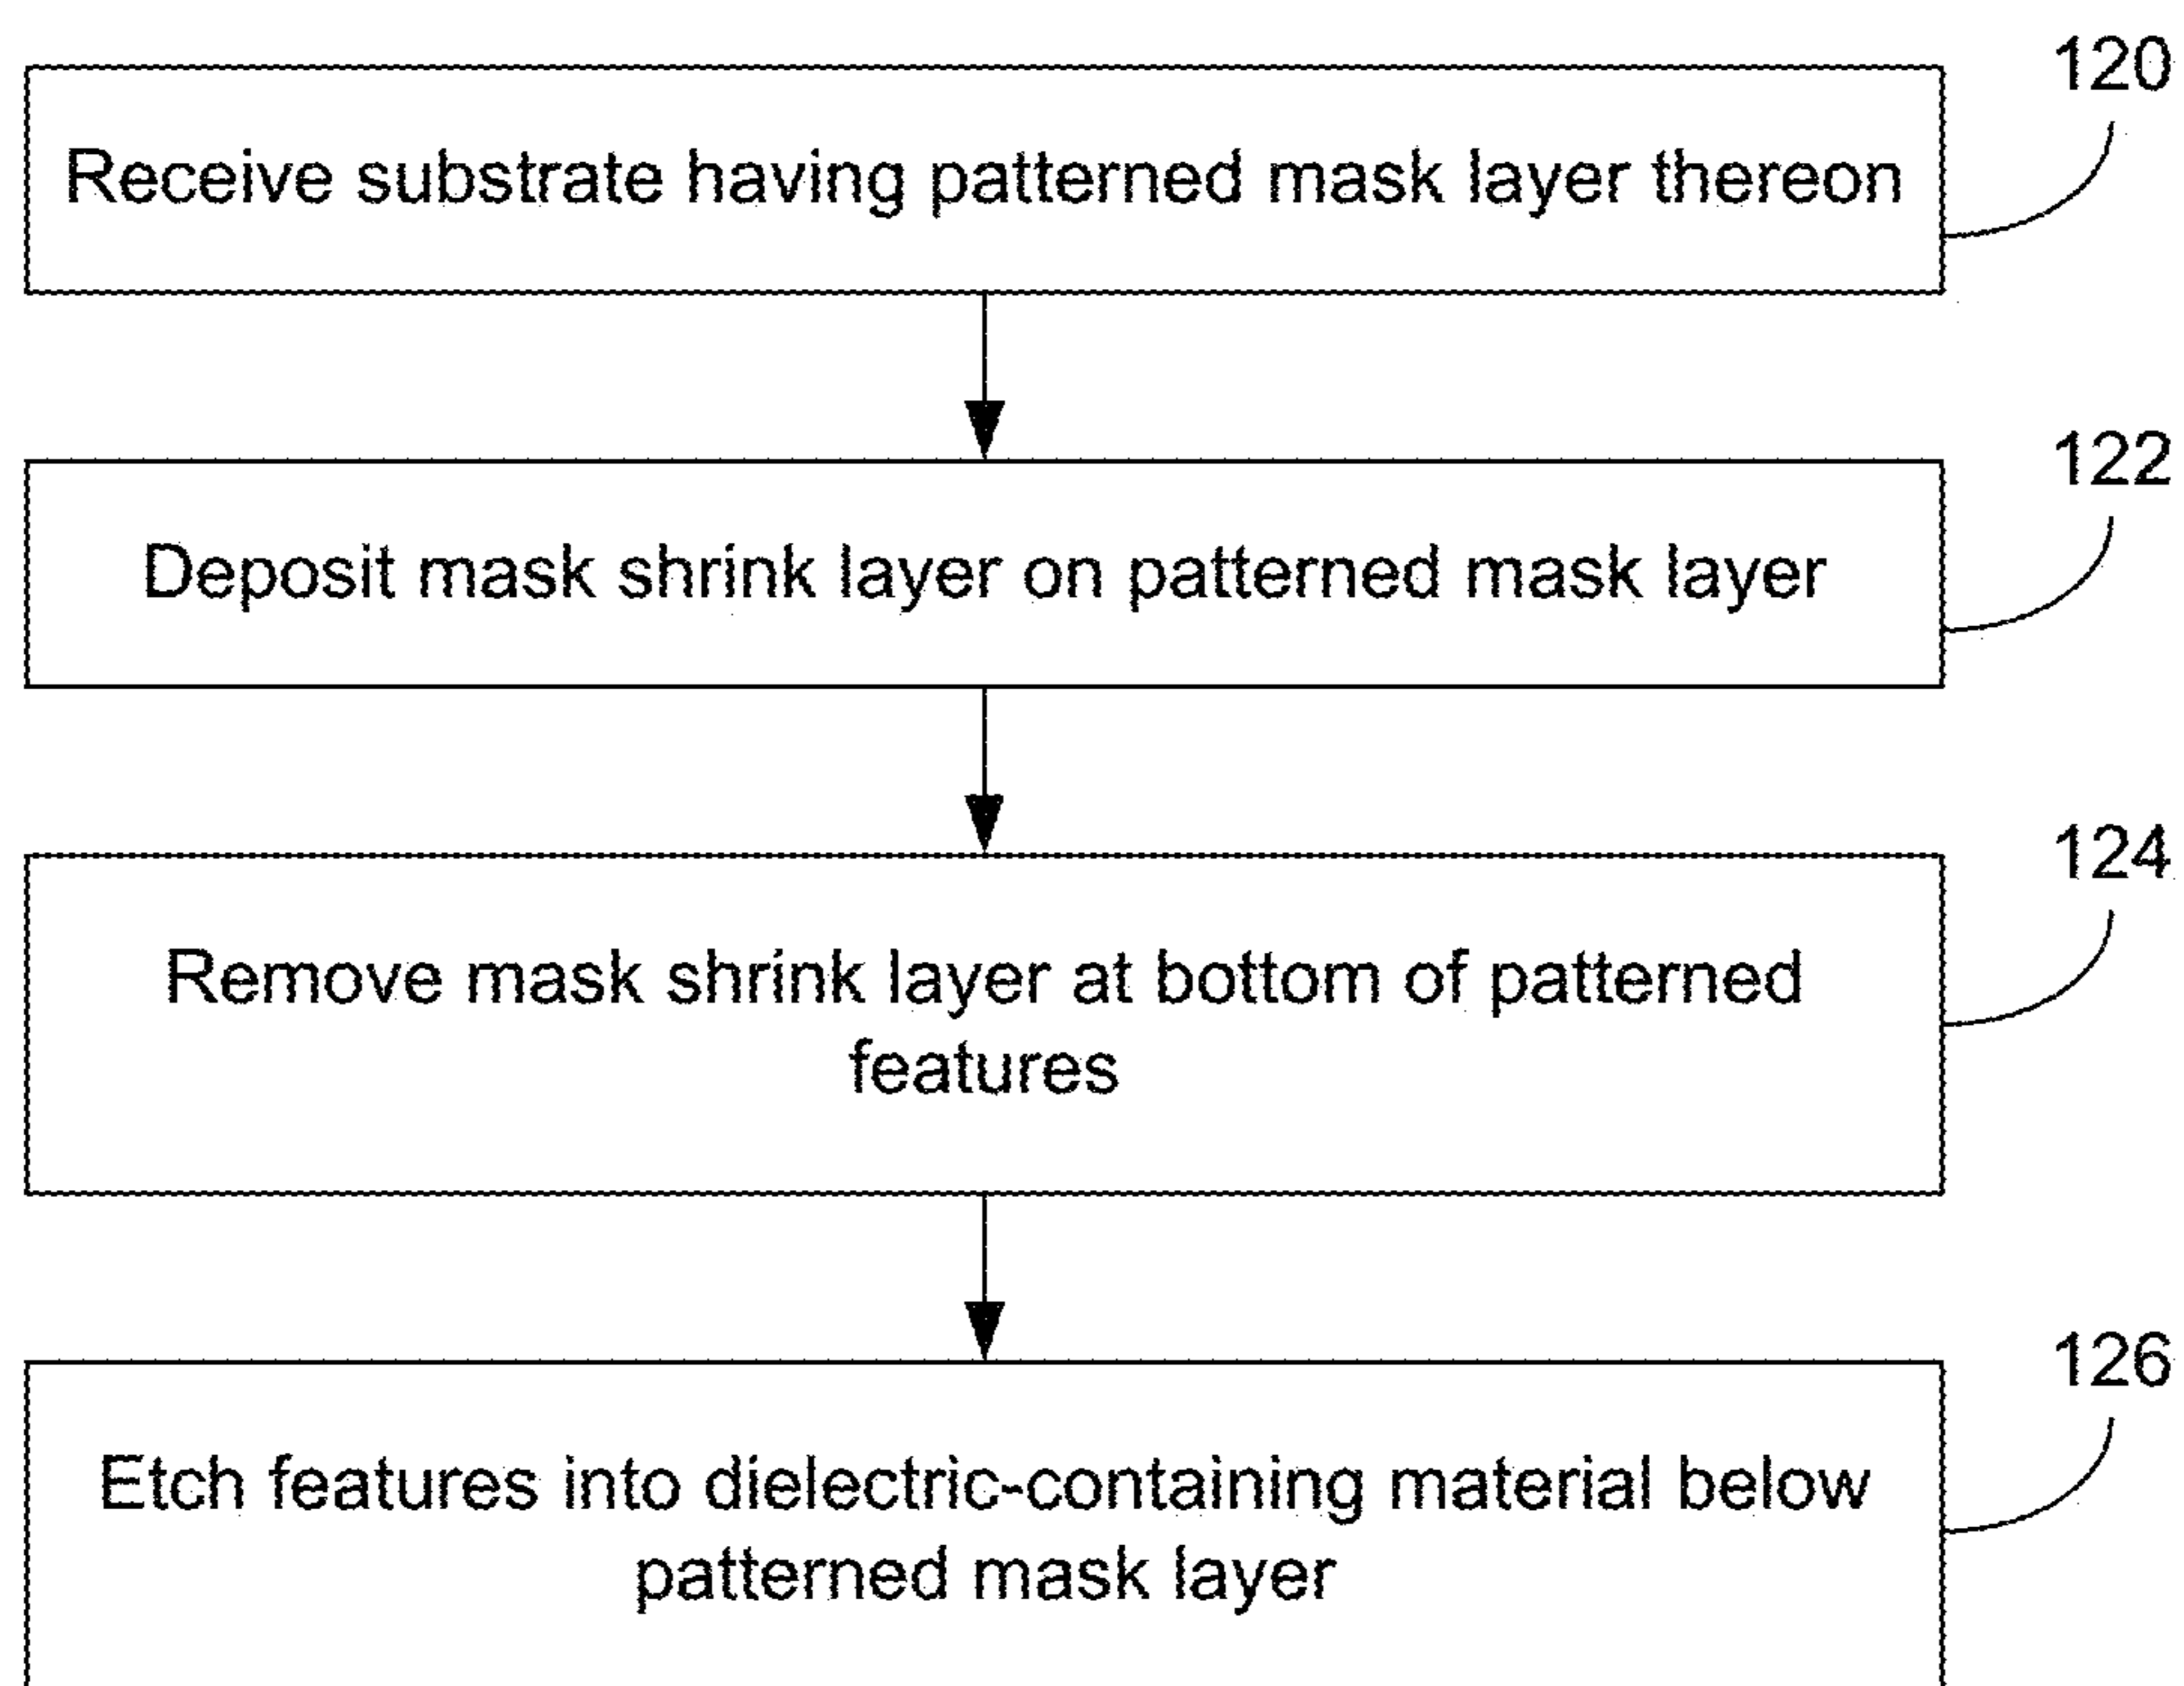 120
Receive substrate having patterned mask layer thereon
122
Deposit mask shrink layer on patterned mask layer
124
Remove mask shrink layer at bottom of patterned
features
126
Etch features into dielectric-containing material below
patterned mask layer